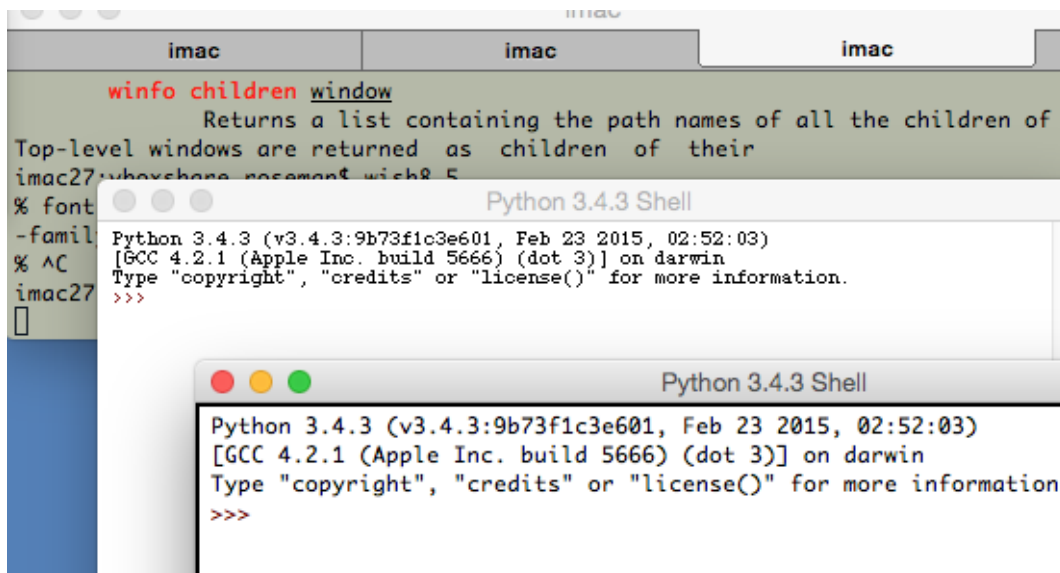 imac
imac imac imac
winfo children window
Returns a list containing the path names of all the children of
Top-level windows are returned as children of their
imac27:vboxshare roseman$ wish8.5
% font
-famil
% ^C
imac27
Python 3.4.3 Shell
Python 3.4.3 (v3.4.3:9b73f1c3e601, Feb 23 2015, 02:52:03)
[GCC 4.2.1 (Apple Inc. build 5666) (dot 3)] on darwin
Type "copyright", "credits" or "license()" for more information.
>>>
Python 3.4.3 Shell
Python 3.4.3 (v3.4.3:9b73f1c3e601, Feb 23 2015, 02:52:03)
[GCC 4.2.1 (Apple Inc. build 5666) (dot 3)] on darwin
Type "copyright", "credits" or "license()" for more information
>>>